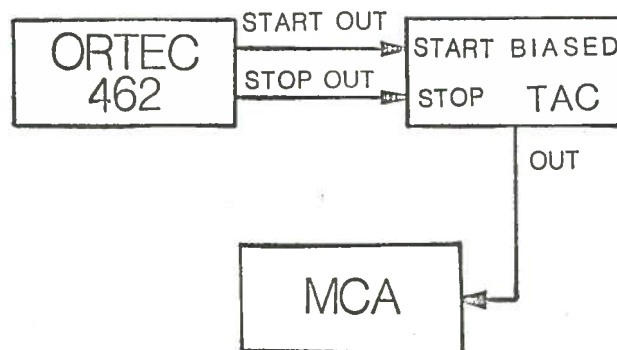 ORTEC
462
START OUT
STOP OUT
START BIASED
STOP TAC
OUT
MCA